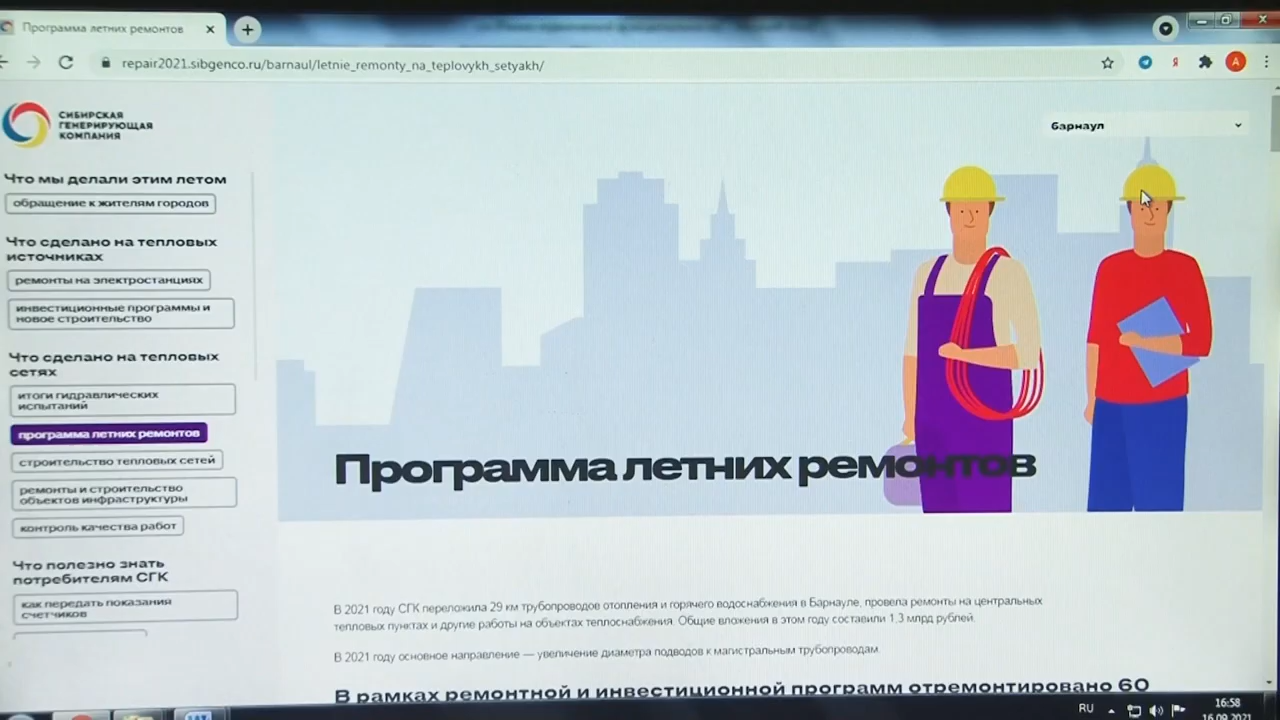 Программа летних ремонтов
repair2021.sibgenco.ru/barnaul/letnie_remonty_na_teplovykh_setyakh/
Я
A
СИБИРСКАЯ
ГЕНЕРИРУЮЩАЯ
КОМПАНИЯ
барнаул
Что мы делали этим летом
обращение к жителям городов
Что сделано на тепловых
источниках
ремонты на электростанциях
инвестиционные программы и
новое строительство
Что сделано на тепловых
сетях
итоги гидравлических
испытаний
программа летних ремонтов
строительство тепловых сетей
ремонты и строительство
объектов инфраструктуры
контроль качества работ
Что полезно знать
потребителям СГК
как передать показания
счетчиков
Программа летних ремонтов
В 2021 году СГК переложила 29 км трубопроводов отопления и горячего водоснабжения в Барнауле, провела ремонты на центральных
тепловых пунктах и другие работы на объектах теплоснабжения. Общие вложения в этом году составили 1,3 млрд рублей.
В 2021 году основное направление — увеличение диаметра подводов к магистральным трубопроводам.
В рамках ремонтной и инвестиционной программ отремонтировано 60
RU
16:58
16.09.2021